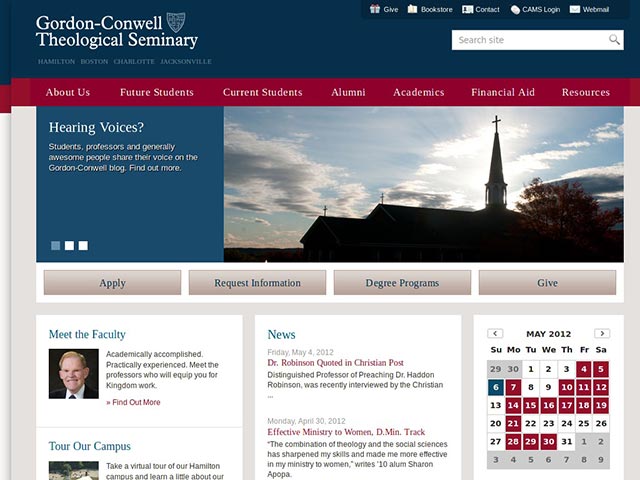 Give Bookstore Contact CAMS Login Webmail
Gordon-Conwell
Theological Seminary
HAMILTON BOSTON CHARLOTTE JACKSONVILLE
Search site
About Us Future Students Current Students Alumni Academics Financial Aid Resources
Hearing Voices?
Students, professors and generally
awesome people share their voice on the
Gordon-Conwell blog. Find out more.
Apply Request Information Degree Programs Give
Meet the Faculty
Academically accomplished.
Practically experienced. Meet the
professors who will equip you for
Kingdom work.
» Find Out More
Tour Our Campus
Take a virtual tour of our Hamilton
campus and learn a little about our
News
Friday, May 4, 2012
Dr. Robinson Quoted in Christian Post
Distinguished Professor of Preaching Dr. Haddon
Robinson, was recently interviewed by the Christian
...
Monday, April 30, 2012
Effective Ministry to Women, D.Min. Track
“The combination of theology and the social sciences
has sharpened my skills and made me more effective
in my ministry to women,” writes ’10 alum Sharon
Apopa.
MAY 2012
Su Mo Tu We Th Fr Sa
29 30 1 2 3 4 5
6 7 8 9 10 11 12
13 14 15 16 17 18 19
20 21 22 23 24 25 26
27 28 29 30 31 1 2
3 4 5 6 7 8 9